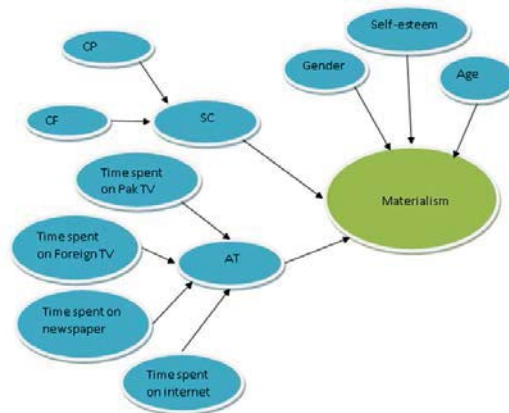 Self-esteem
CP
Gender
Age
CF
SC
Time spent
on Pak TV
Materialism
Time spent
on Foreign TV
AT
Time spent on
newspaper
Time spent
on internet